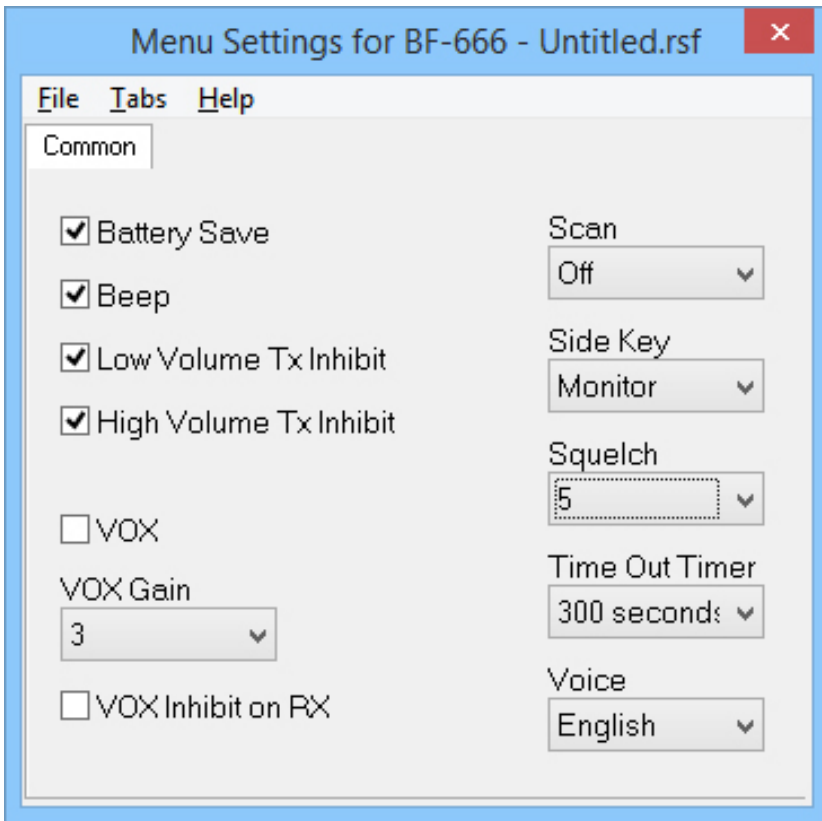 Menu Settings for BF-666 - Untitled.rsf
File Tabs Help
Common
Battery Save
Beep
Low Volume Tx Inhibit
High Volume Tx Inhibit
VOX
VOX Gain
3
VOX Inhibit on RX
Scan
Off
Side Key
Monitor
Squelch
5
Time Out Timer
300 seconds
Voice
English